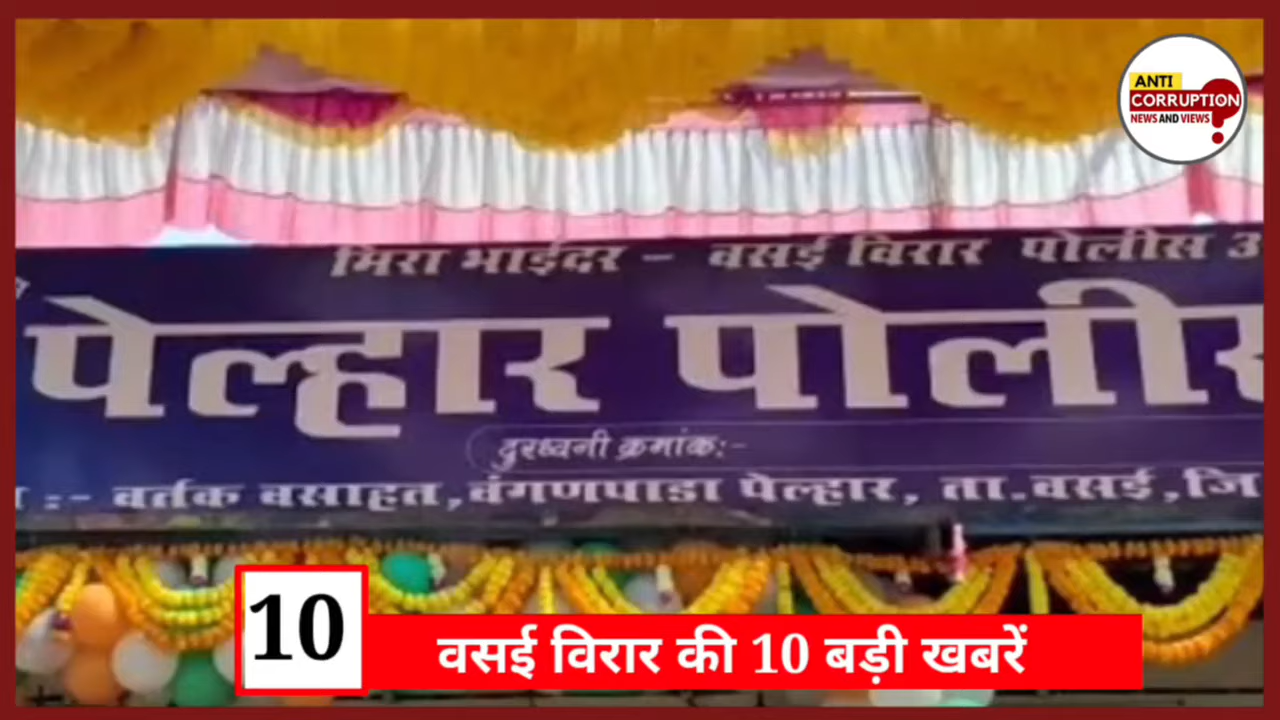 ANTI
CORRUPTION
NEWS AND VIEWS
मिरा भाईंदर - वसई विरार पोलीस
पेल्हार पोलीस
दुरध्वनी क्रमांक:-
:- वर्तक वसाहत,वंगणपाडा पेल्हार, ता.वसई,जि
10
वसई विरार की 10 बड़ी खबरें